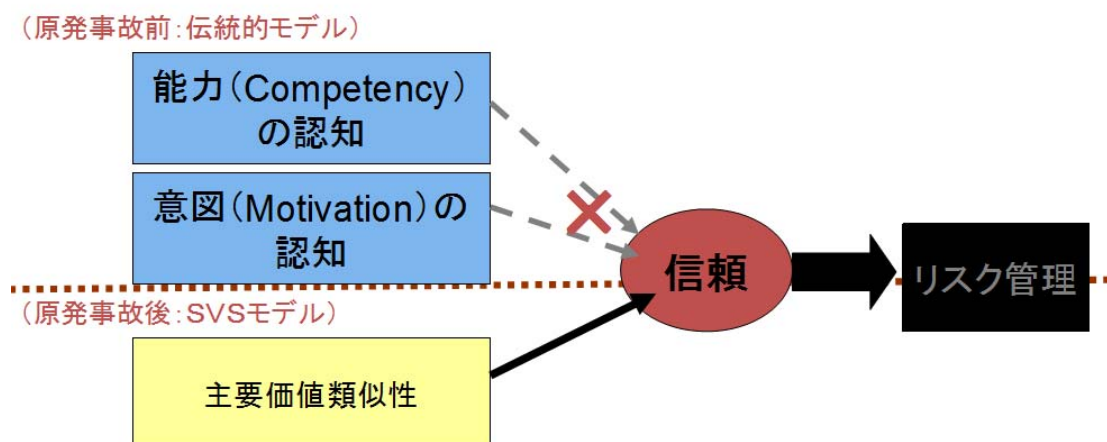 (原発事故前:伝統的モデル)
能力(Competency)
の認知
意図(Motivation)の
認知
信頼
リスク管理
(原発事故後:SVSモデル)
主要価値類似性